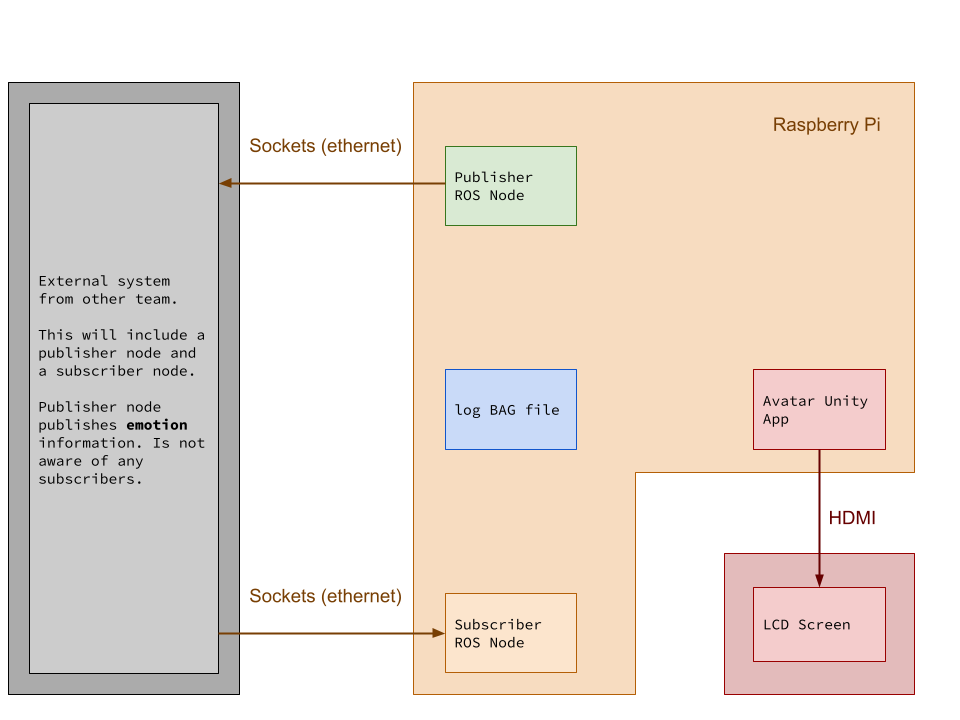 Raspberry Pi
Sockets (ethernet)
Publisher
ROS Node
External system
from other team.
This will include a
publisher node and
a subscriber node.
Publisher node
publishes emotion
information. Is not
aware of any
subscribers.
log BAG file
Avatar Unity
App
HDMI
Sockets (ethernet)
Subscriber
ROS Node
LCD Screen